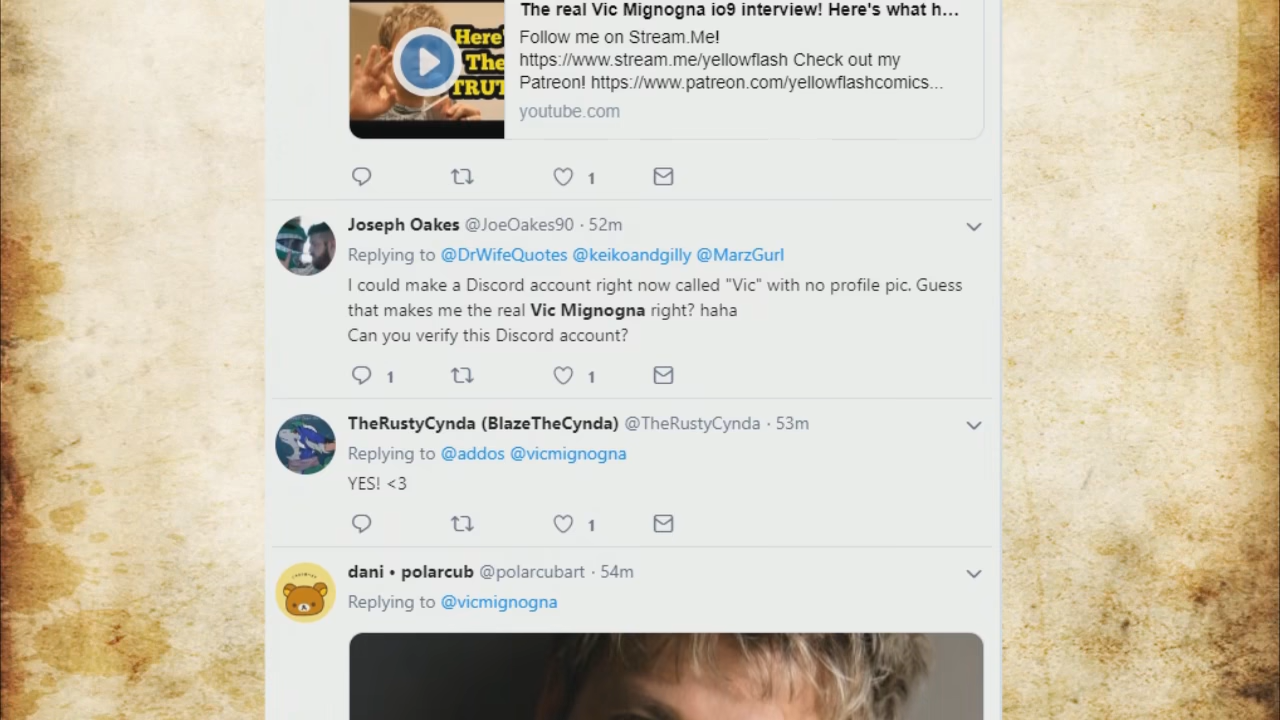 The real Vic Mignogna io9 interview! Here's what h...
Here'
The
TRUT
Follow me on Stream.Me!
https://www.stream.me/yellowflash Check out my
Patreon! https://www.patreon.com/yellowflashcomics...
youtube.com
1
Joseph Oakes @JoeOakes90 · 52m
Replying to @DrWifeQuotes @keikoandgilly @MarzGurl
I could make a Discord account right now called "Vic" with no profile pic. Guess
that makes me the real Vic Mignogna right? haha
Can you verify this Discord account?
1 1
TheRustyCynda (BlazeTheCynda) @TheRustyCynda · 53m
Replying to @addos @vicmignogna
YES! <3
1
dani • polarcub @polarcubart · 54m
Replying to @vicmignogna